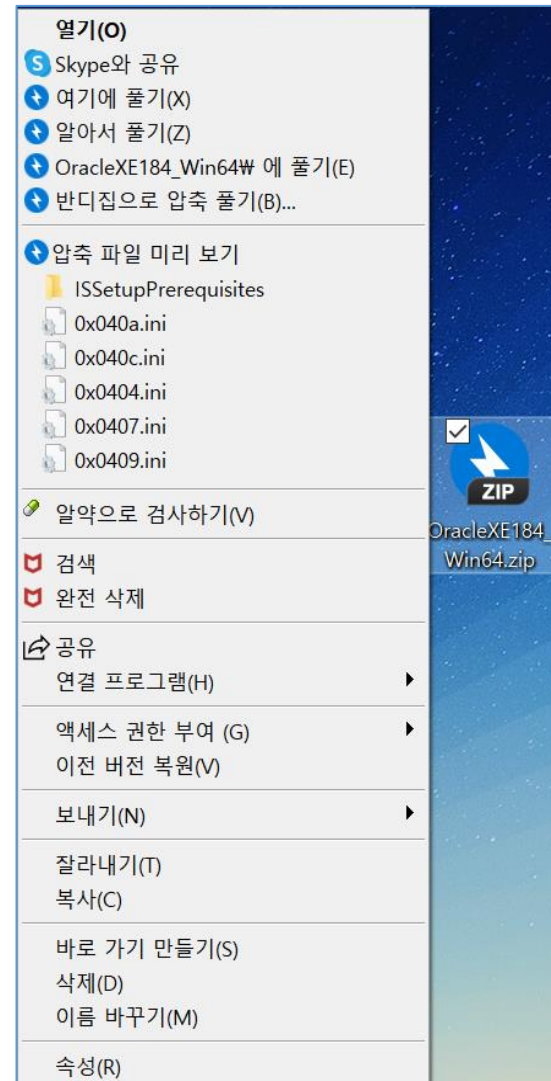 열기(O)
Skype와 공유
여기에 풀기(X)
알아서 풀기(Z)
OracleXE184_Win64₩ 에 풀기(E)
반디집으로 압축 풀기(B)...
압축 파일 미리 보기
ISSetupPrerequisites
0x040a.ini
0x040c.ini
0x0404.ini
0x0407.ini
0x0409.ini
알약으로 검사하기(V)
검색
완전 삭제
공유
연결 프로그램(H)
액세스 권한 부여 (G)
이전 버전 복원(V)
보내기(N)
잘라내기(T)
복사(C)
바로 가기 만들기(S)
삭제(D)
이름 바꾸기(M)
속성(R)
ZIP
OracleXE184_
Win64.zip